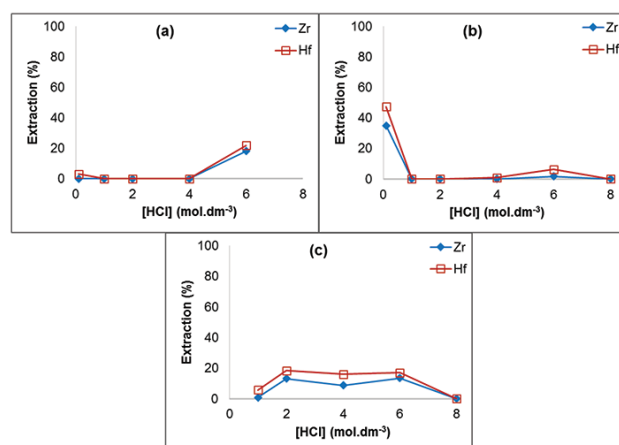 (a)
Zr
Hf
100
80
60
40
20
0
Extraction (%)
0 2 4 6 8
[HCl] (mol.dm-3)
(b)
Zr
Hf
100
80
60
40
20
0
Extraction (%)
0 2 4 6 8
[HCl] (mol.dm-3)
(c)
Zr
Hf
100
80
60
40
20
0
Extraction (%)
0 2 4 6 8
[HCl] (mol.dm-3)